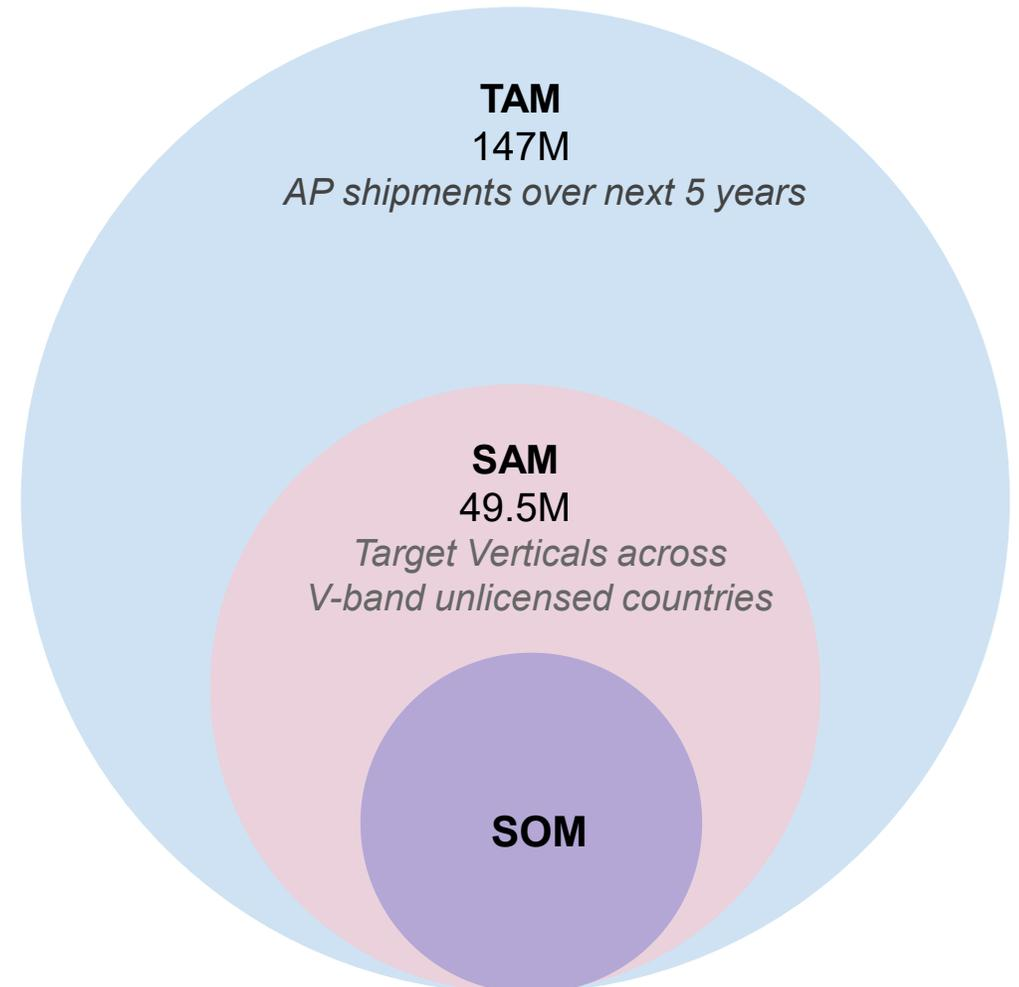 TAM
147M
AP shipments over next 5 years
SAM
49.5M
Target Verticals across
V-band unlicensed countries
SOM